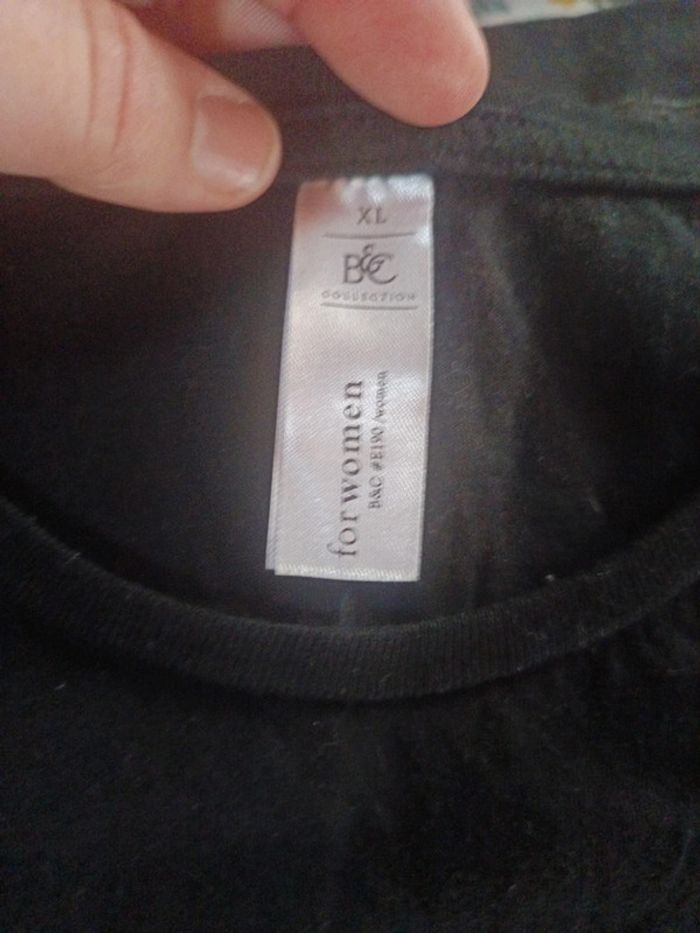 XL
B&C
COLLECTION
for women
B&C #E190/women